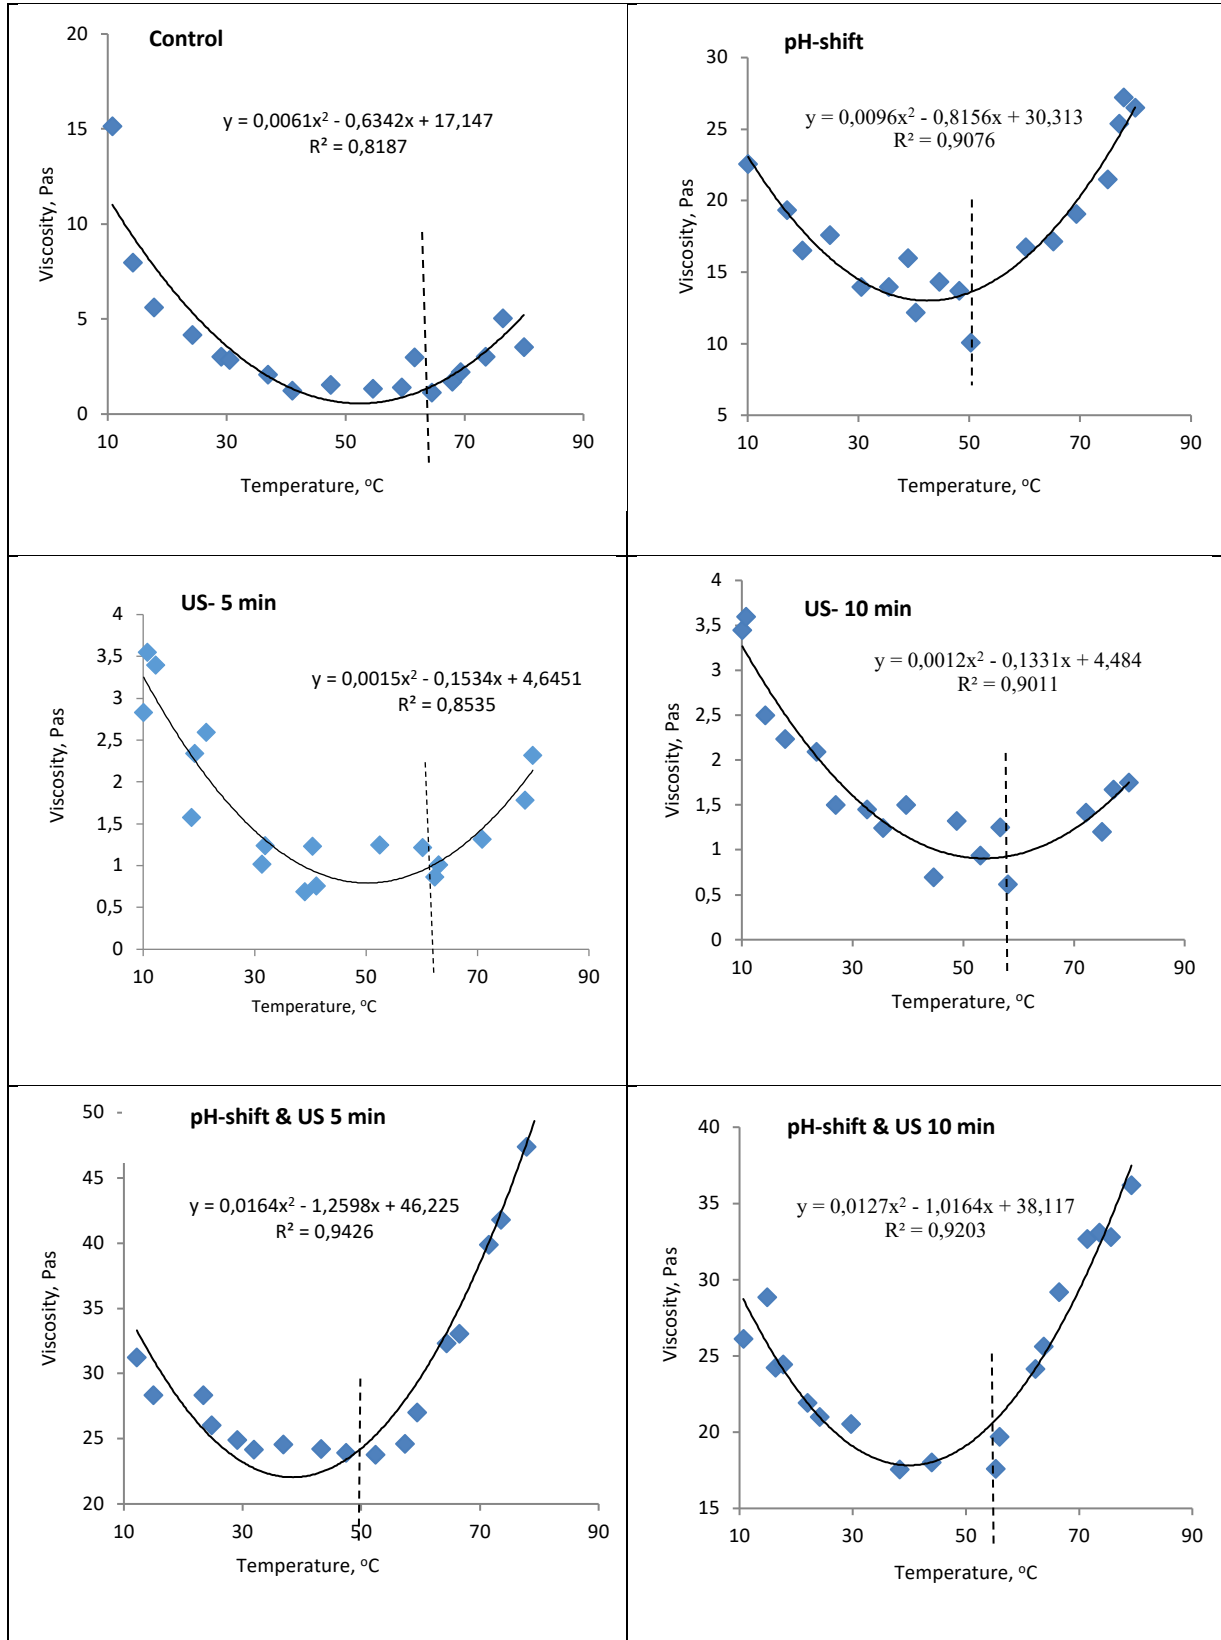 Control
20
15
10
5
0
y = 0,0061x² - 0,6342x + 17,147
R² = 0,8187
Viscosity, Pas
10 30 50 70 90
Temperature, °C
pH-shift
30
25
20
15
10
5
y = 0,0096x² - 0,8156x + 30,313
R² = 0,9076
Viscosity, Pas
10 30 50 70 90
Temperature, °C
US- 5 min
4
3,5
3
2,5
2
1,5
1
0,5
0
y = 0,0015x² - 0,1534x + 4,6451
R² = 0,8535
Viscosity, Pas
10 30 50 70 90
Temperature, °C
US- 10 min
4
3,5
3
2,5
2
1,5
1
0,5
0
y = 0,0012x² - 0,1331x + 4,484
R² = 0,9011
Viscosity, Pas
10 30 50 70 90
Temperature, °C
pH-shift & US 5 min
50
45
40
35
30
25
20
y = 0,0164x² - 1,2598x + 46,225
R² = 0,9426
Viscosity, Pas
10 30 50 70 90
Temperature, °C
pH-shift & US 10 min
40
35
30
25
20
15
y = 0,0127x² - 1,0164x + 38,117
R² = 0,9203
Viscosity, Pas
10 30 50 70 90
Temperature, °C